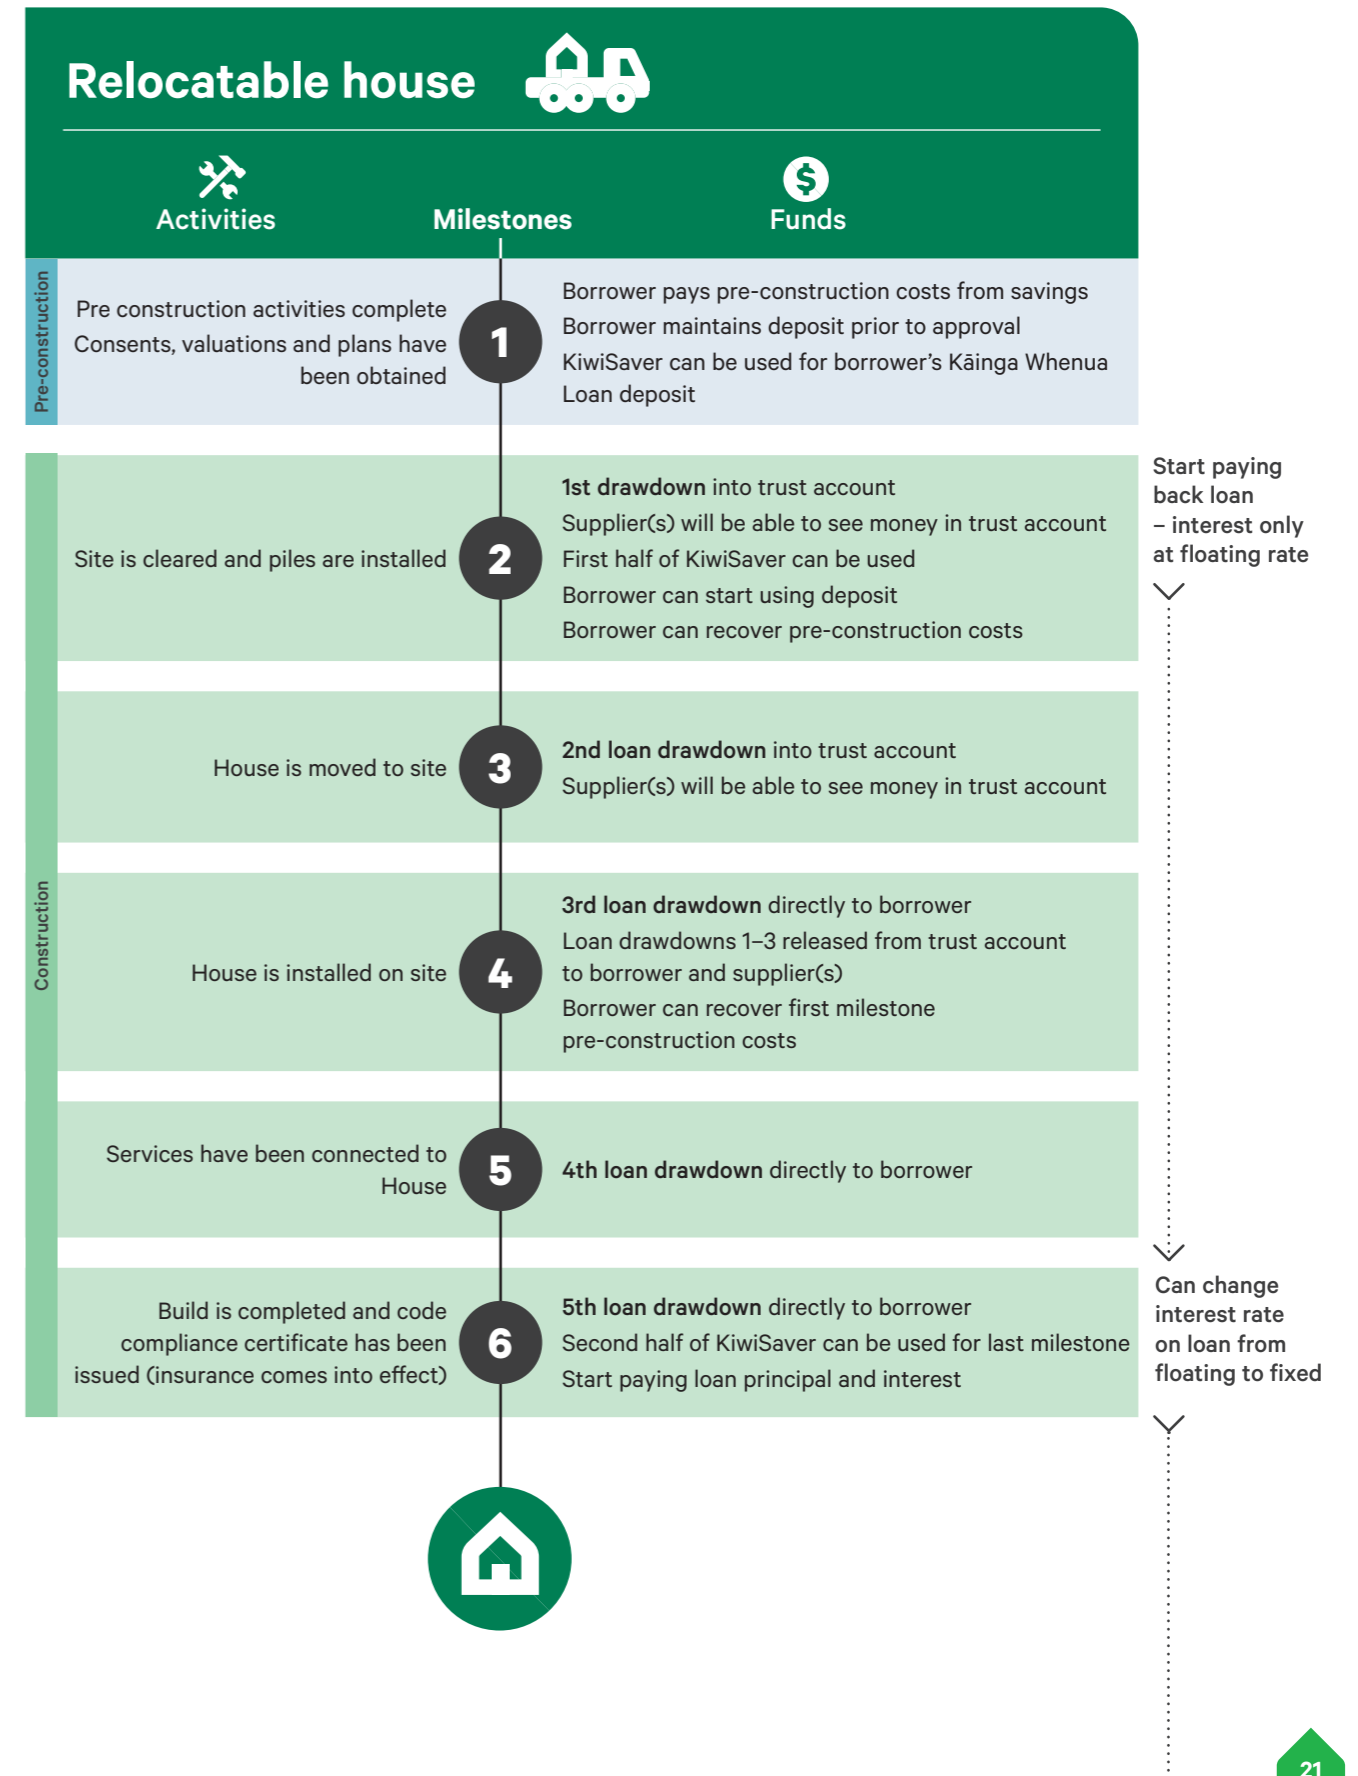 Relocatable house
Activities
Milestones
Funds
Pre-construction
Pre construction activities complete
Consents, valuations and plans have
been obtained
1
Borrower pays pre-construction costs from savings
Borrower maintains deposit prior to approval
KiwiSaver can be used for borrower’s Kāinga Whenua
Loan deposit
Construction
Site is cleared and piles are installed
2
1st drawdown into trust account
Supplier(s) will be able to see money in trust account
First half of KiwiSaver can be used
Borrower can start using deposit
Borrower can recover pre-construction costs
Start paying
back loan
– interest only
at floating rate
House is moved to site
3
2nd loan drawdown into trust account
Supplier(s) will be able to see money in trust account
House is installed on site
4
3rd loan drawdown directly to borrower
Loan drawdowns 1–3 released from trust account
to borrower and supplier(s)
Borrower can recover first milestone
pre-construction costs
Services have been connected to
House
5
4th loan drawdown directly to borrower
Build is completed and code
compliance certificate has been
issued (insurance comes into effect)
6
5th loan drawdown directly to borrower
Second half of KiwiSaver can be used for last milestone
Start paying loan principal and interest
Can change
interest rate
on loan from
floating to fixed
21